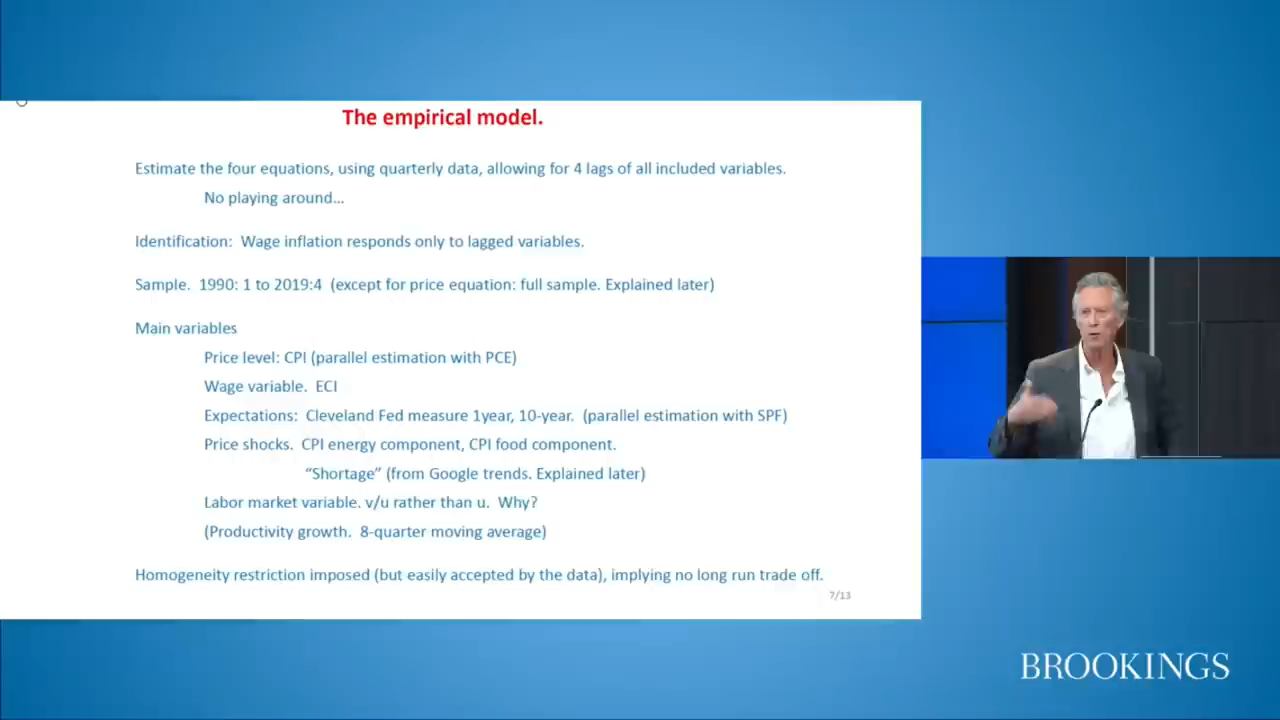 The empirical model.
Estimate the four equations, using quarterly data, allowing for 4 lags of all included variables.
No playing around…
Identification:  Wage inflation responds only to lagged variables.
Sample.  1990: 1 to 2019:4  (except for price equation: full sample. Explained later)
Main variables
Price level: CPI (parallel estimation with PCE)
Wage variable.  ECI
Expectations:  Cleveland Fed measure 1year, 10-year.  (parallel estimation with SPF)
Price shocks.  CPI energy component, CPI food component.
“Shortage” (from Google trends. Explained later)
Labor market variable. v/u rather than u.  Why?
(Productivity growth.  8-quarter moving average)
Homogeneity restriction imposed (but easily accepted by the data), implying no long run trade off.
7/13
BROOKINGS